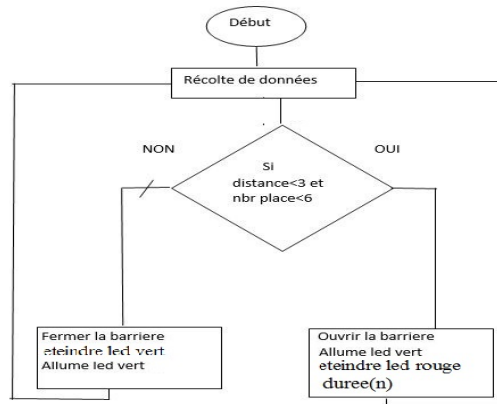 Début
Récolte de données
NON
OUI
Si
distance<3 et
nbr place<6
Fermer la barriere
eteindre led vert
Allume led vert
Ouvrir la barriere
Allume led vert
eteindre led rouge
duree(n)